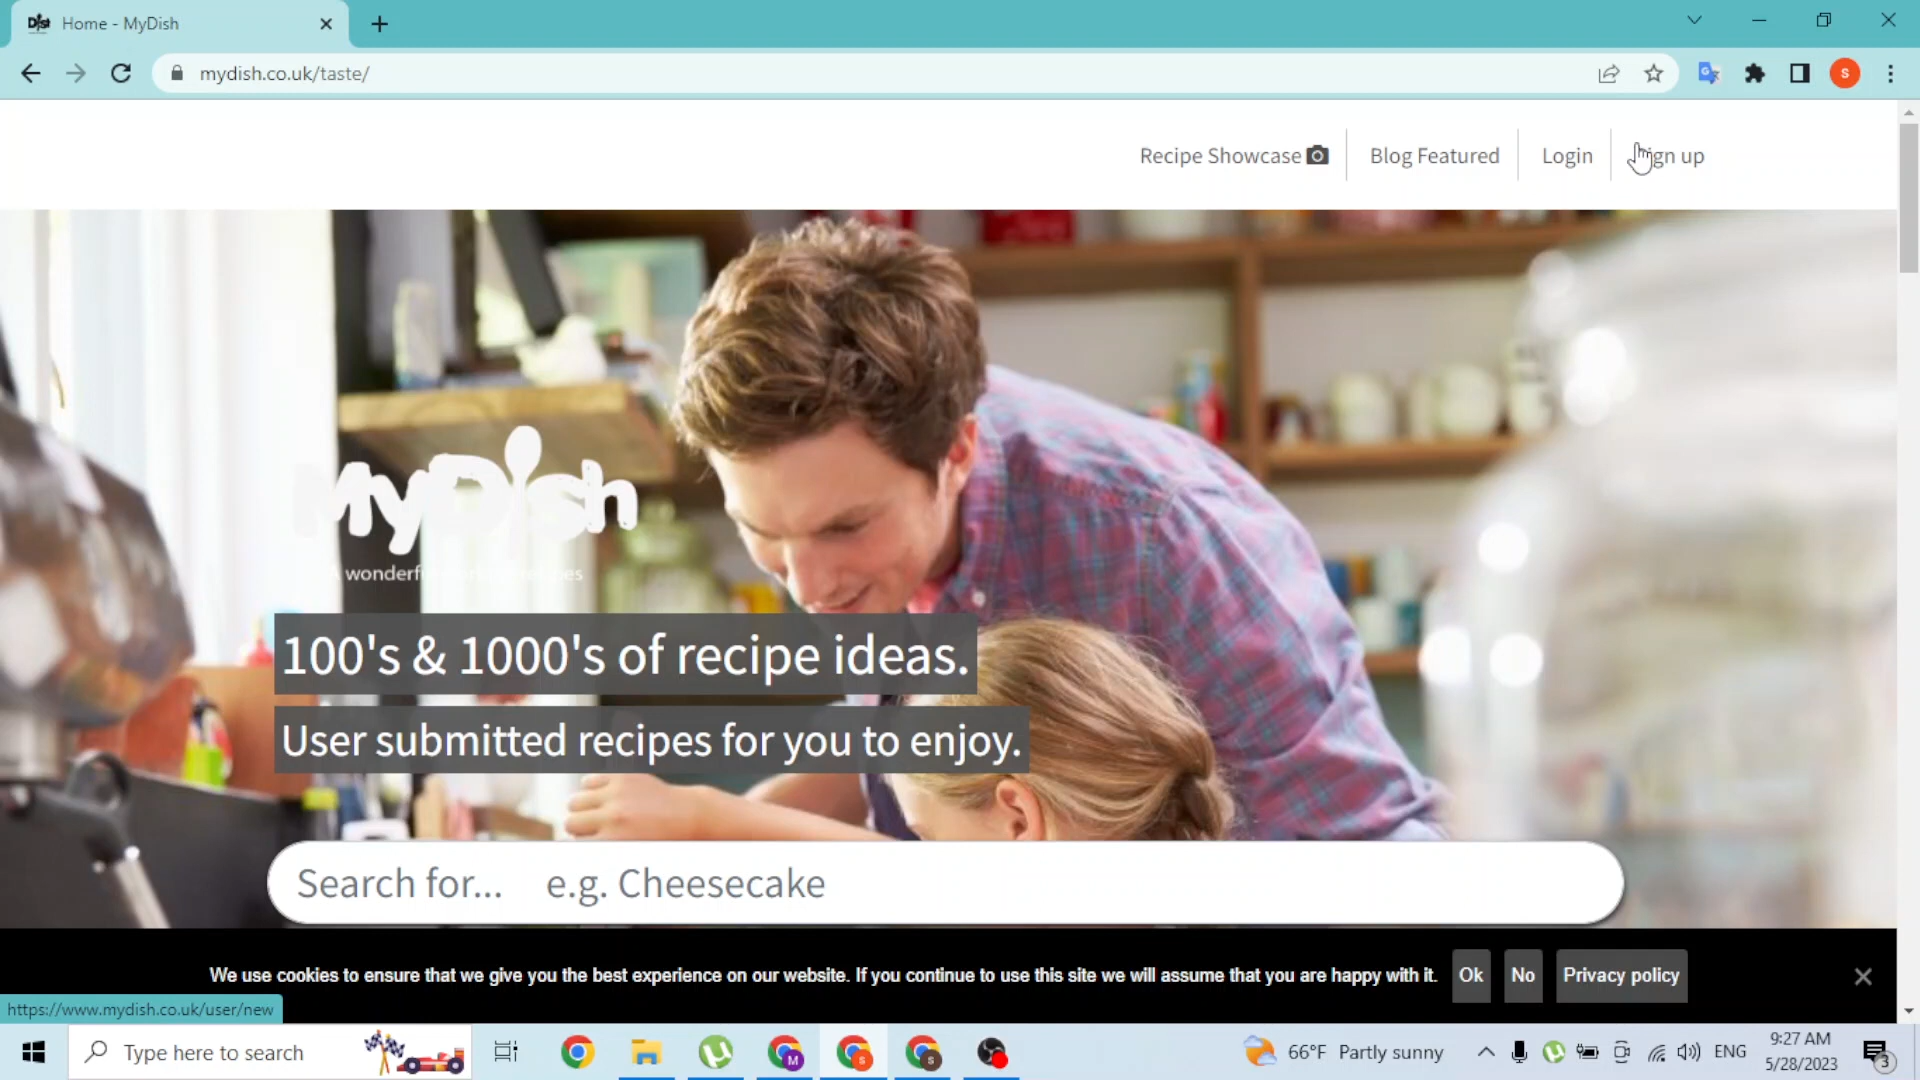 Home - MyDish
mydish.co.uk/taste/
S
Recipe Showcase
Blog Featured
Login
Sign up
MyDish
100's & 1000's of recipe ideas.
User submitted recipes for you to enjoy.
Search for... e.g. Cheesecake
We use cookies to ensure that we give you the best experience on our website. If you continue to use this site we will assume that you are happy with it.
Ok
No
Privacy policy
https://www.mydish.co.uk/user/new
Type here to search
66°F Partly sunny
ENG
9:27 AM
5/28/2023
3